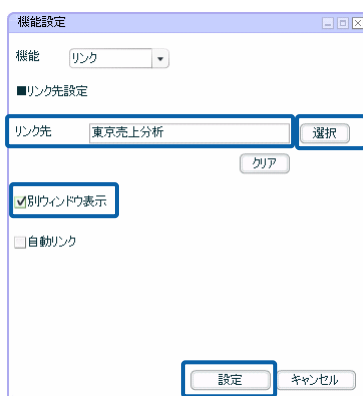 機能設定
機能 リンク
■リンク先設定
リンク先 東京売上分析 選択
クリア
別ウィンドウ表示
自動リンク
設定 キャンセル